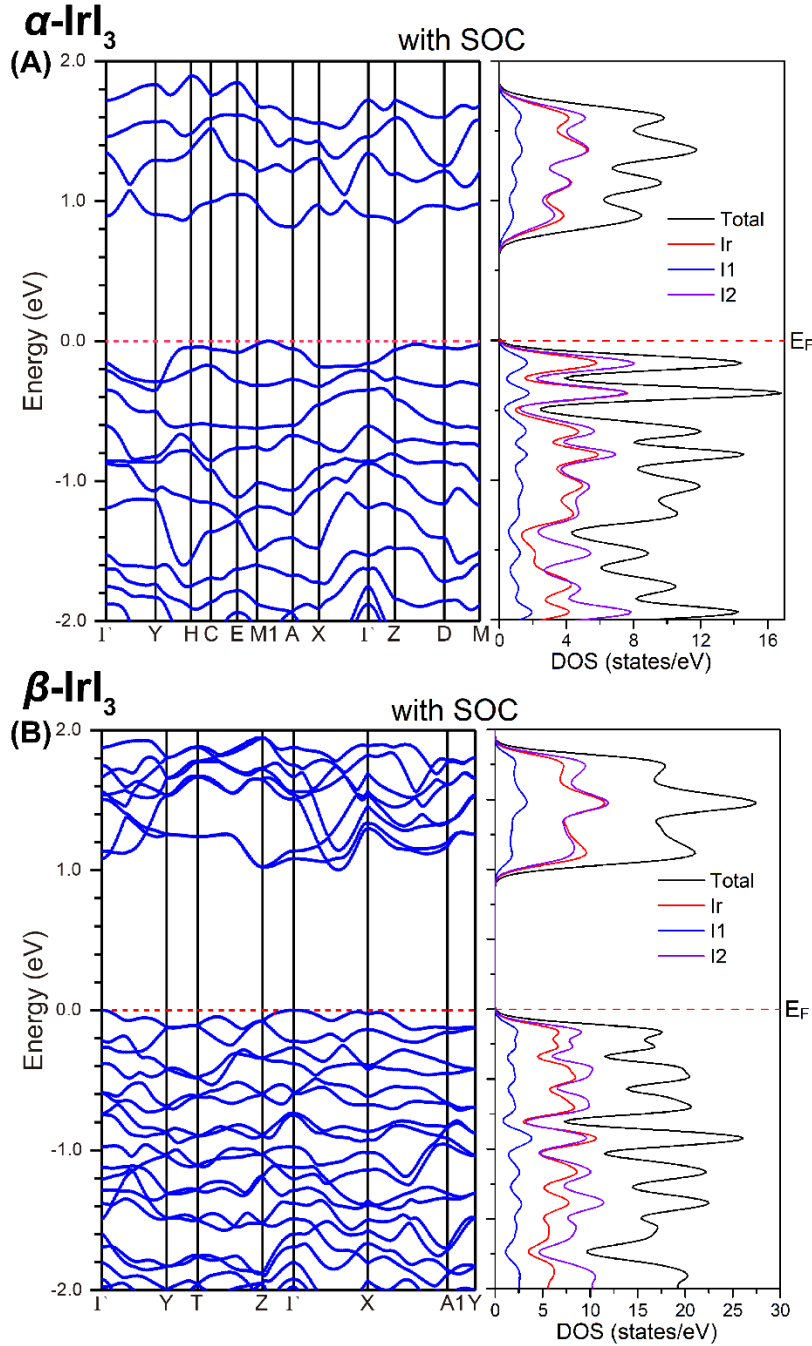 α-IrI3
(A)
with SOC
2.0
1.0
0.0
-1.0
-2.0
Energy (eV)
Γ Y H C E M1 A X Γ Z D M
Total
Ir
I1
I2
EF
0 4 8 12 16
DOS (states/eV)
β-IrI3
(B)
with SOC
2.0
1.0
0.0
-1.0
-2.0
Energy (eV)
Γ Y T Z Γ X A1 Y
Total
Ir
I1
I2
EF
0 5 10 15 20 25 30
DOS (states/eV)